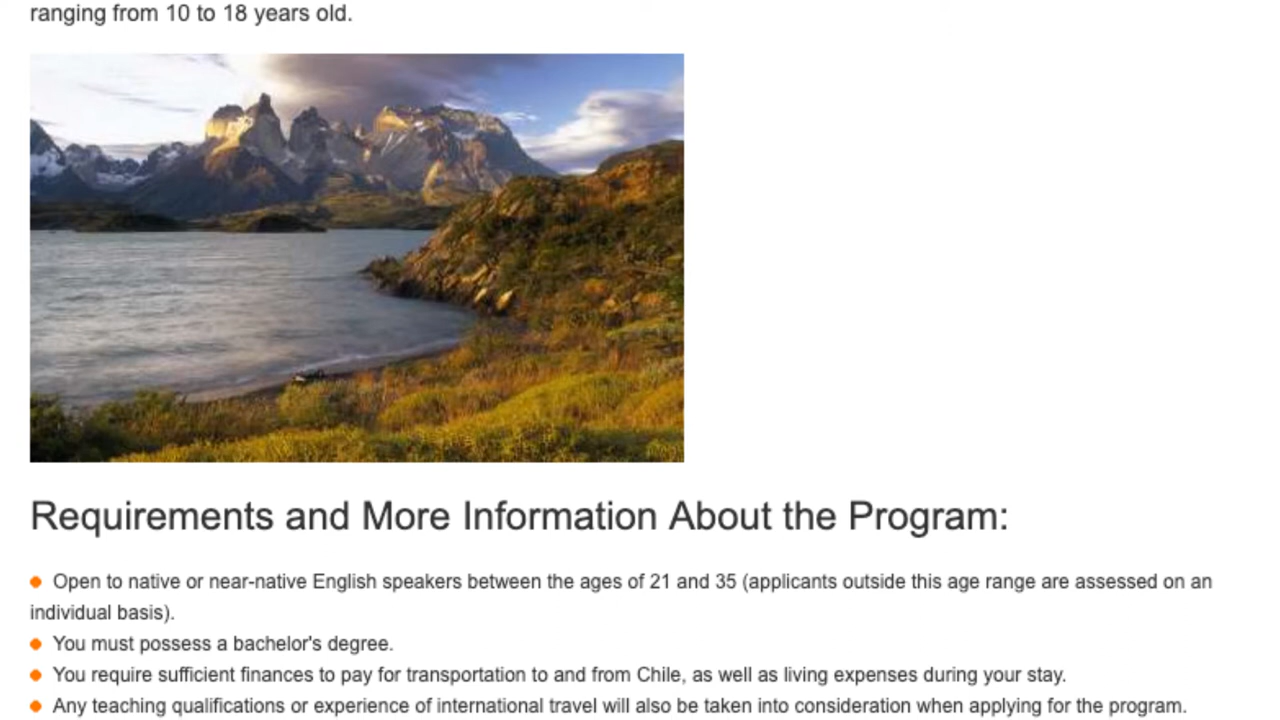 ranging from 10 to 18 years old.
Requirements and More Information About the Program:
Open to native or near-native English speakers between the ages of 21 and 35 (applicants outside this age range are assessed on an
individual basis).
You must possess a bachelor's degree.
You require sufficient finances to pay for transportation to and from Chile, as well as living expenses during your stay.
Any teaching qualifications or experience of international travel will also be taken into consideration when applying for the program.